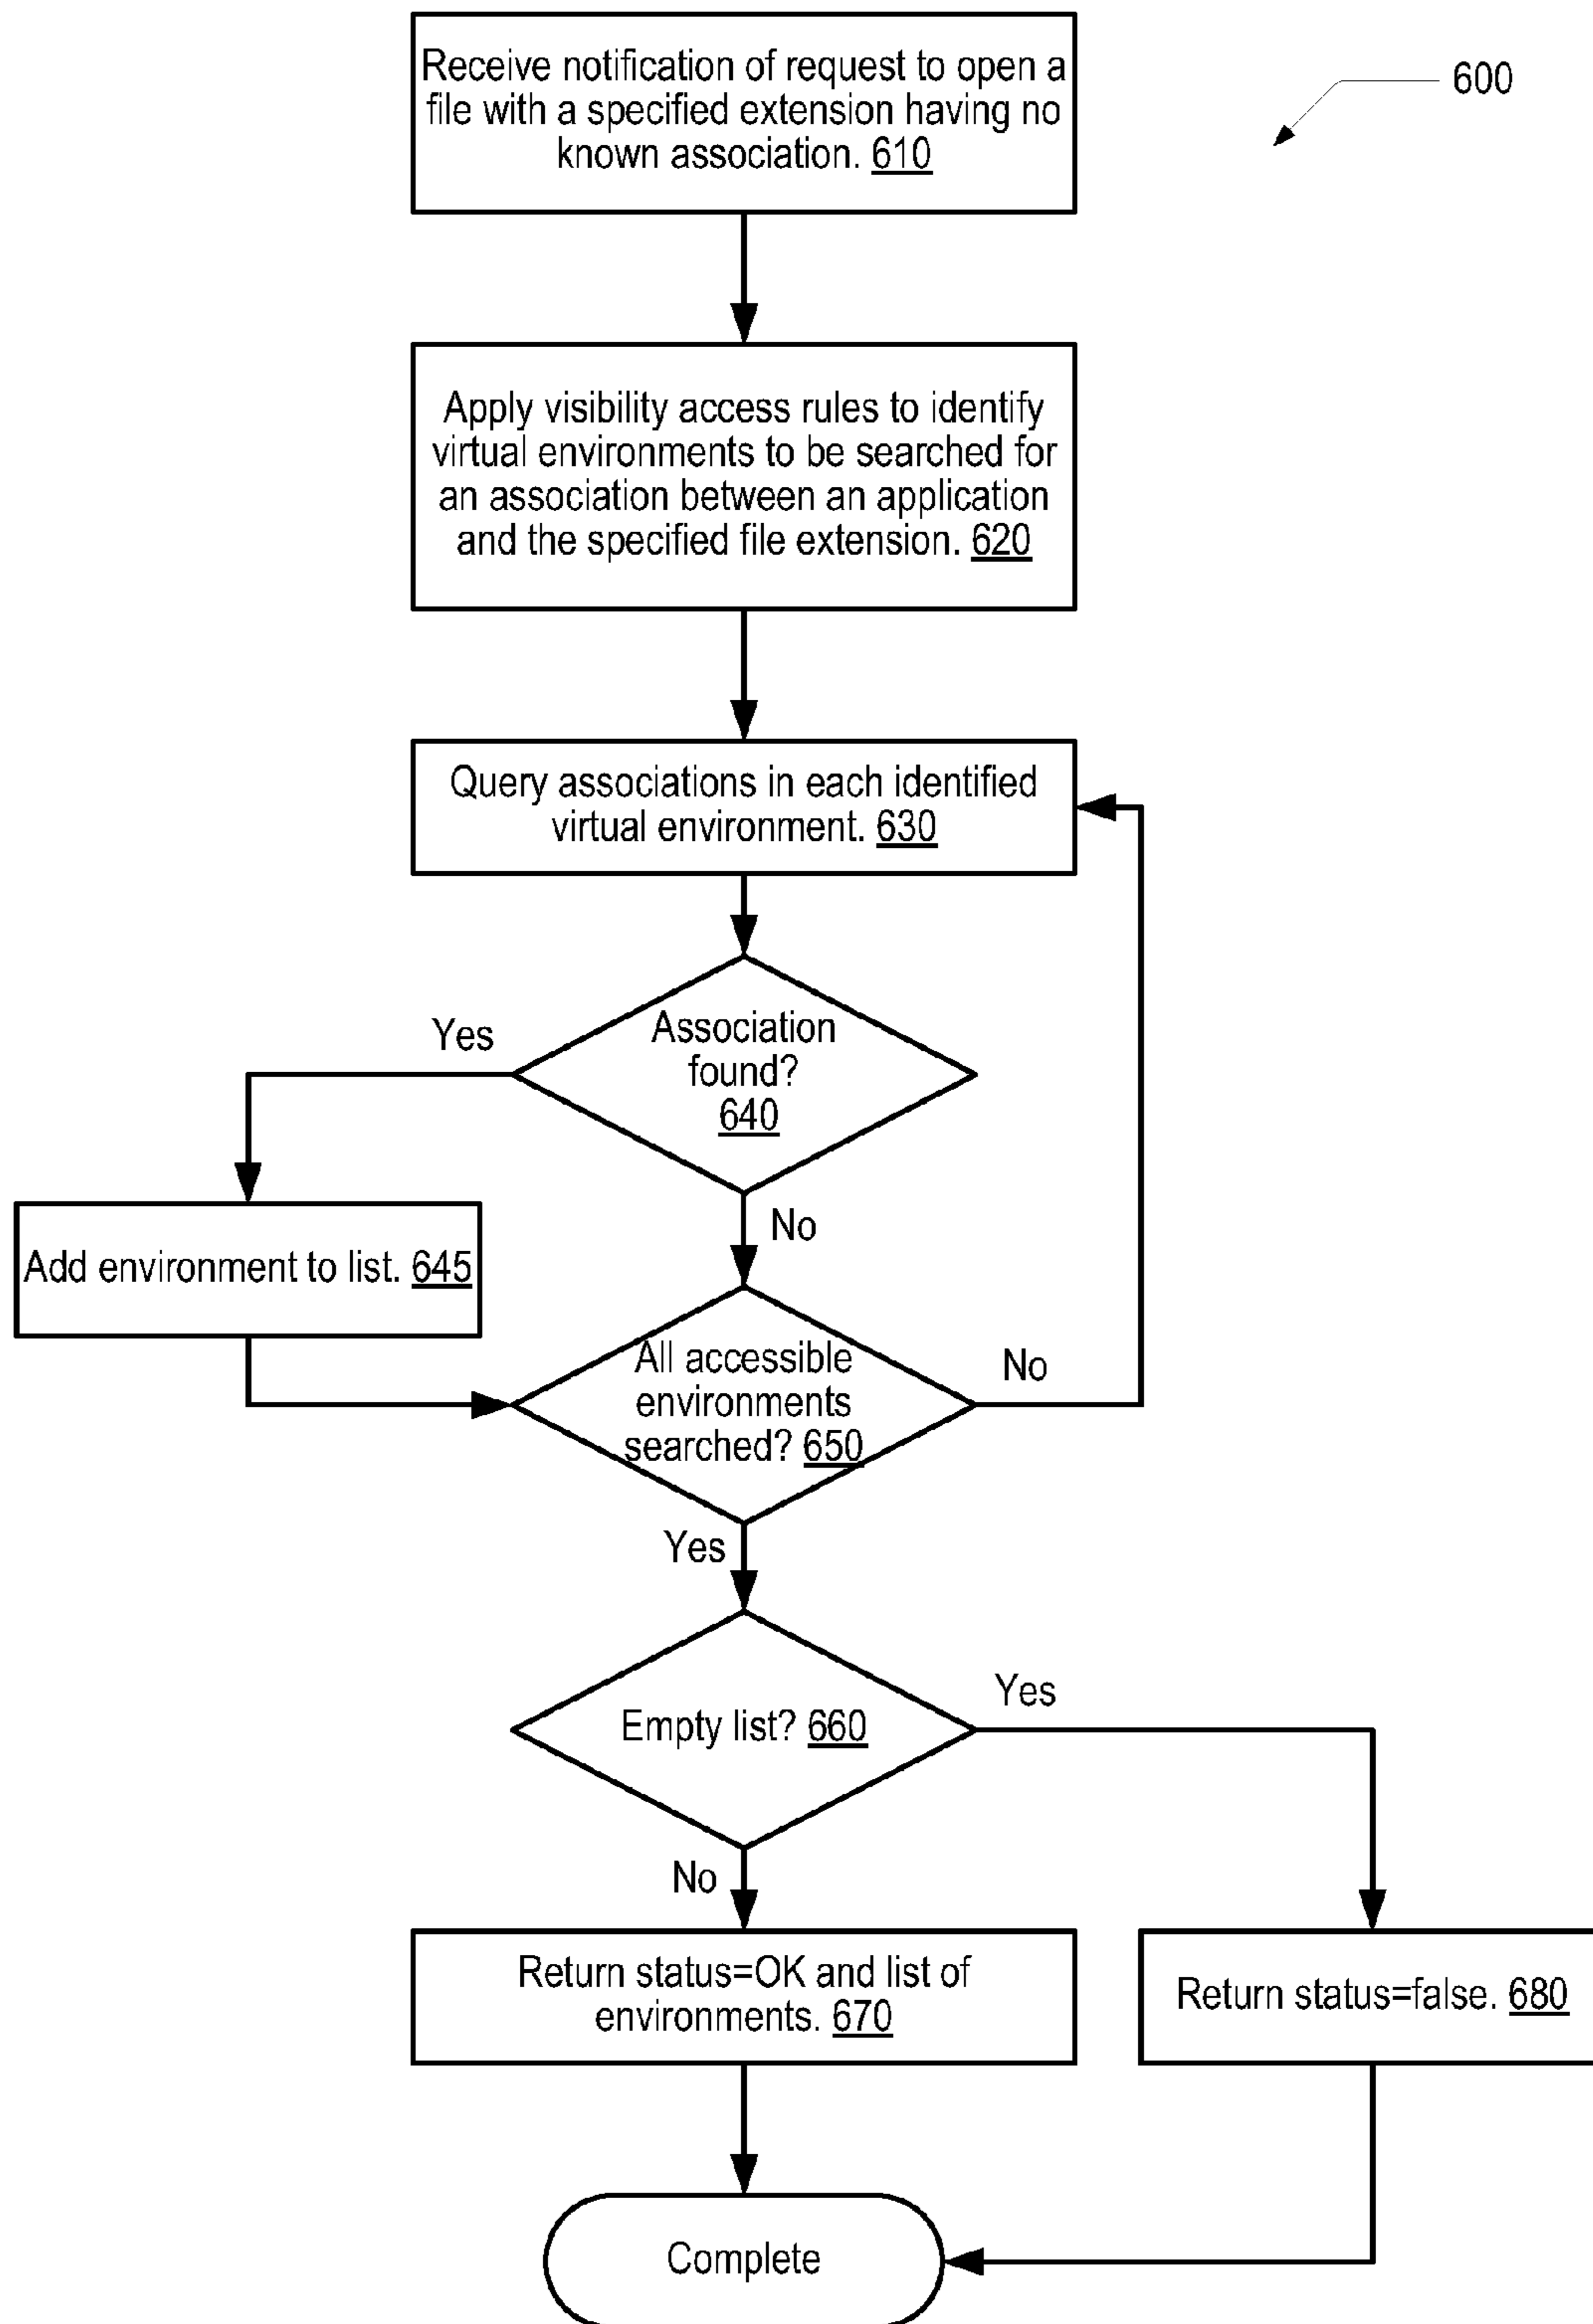 Receive notification of request to open a
file with a specified extension having no
known association. 610
600
Apply visibility access rules to identify
virtual environments to be searched for
an association between an application
and the specified file extension. 620
Query associations in each identified
virtual environment. 630
Yes
Association
found?
640
No
Add environment to list. 645
All accessible
environments
searched? 650
No
Yes
Empty list? 660
Yes
No
Return status=OK and list of
environments. 670
Return status=false. 680
Complete